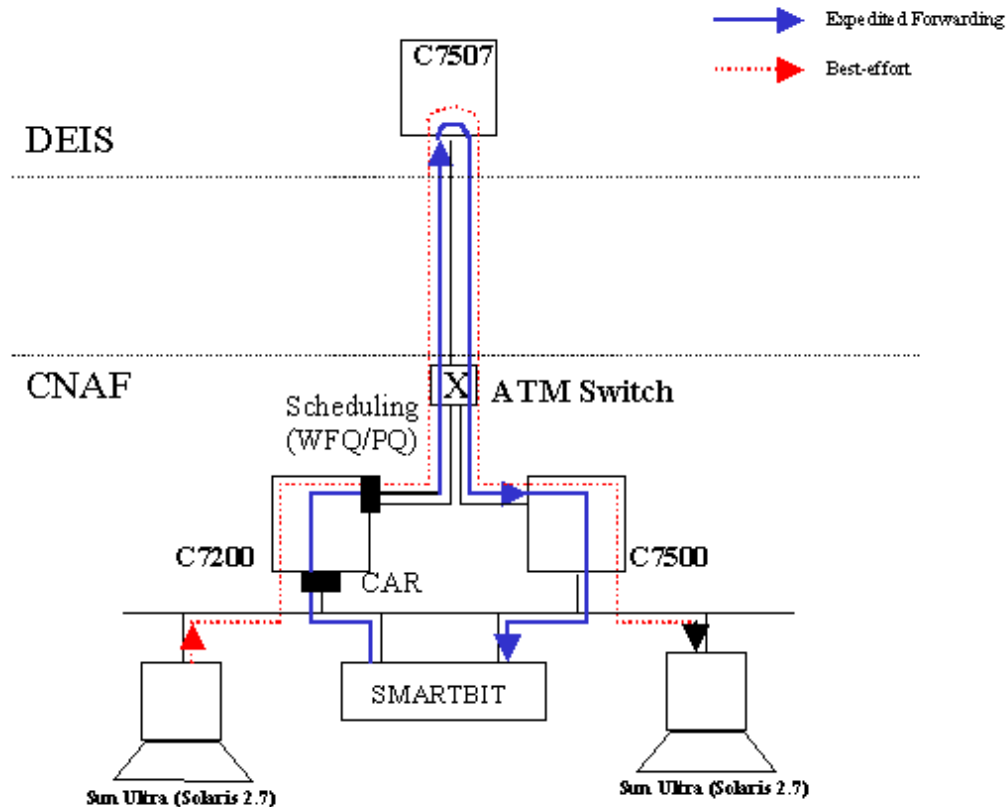 Expedited Forwarding
Best-effort
C7507
DEIS
CNAF
X
ATM Switch
Scheduling
(WFQ/PQ)
C7200
C7500
CAR
SMARTBIT
Sun Ultra (Solaris 2.7)
Sun Ultra (Solaris 2.7)